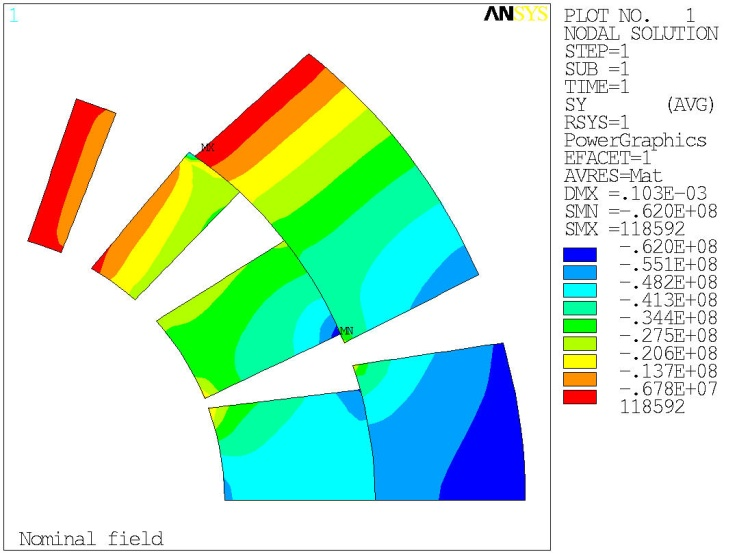 1
ANSYS
PLOT NO. 1
NODAL SOLUTION
STEP=1
SUB =1
TIME=1
SY (AVG)
RSYS=1
PowerGraphics
EFACET=1
AVRES=Mat
DMX =.103E-03
SMN =-.620E+08
SMX =118592
-.620E+08
-.551E+08
-.482E+08
-.413E+08
-.344E+08
-.275E+08
-.206E+08
-.137E+08
-.678E+07
118592
MX
MN
Nominal field